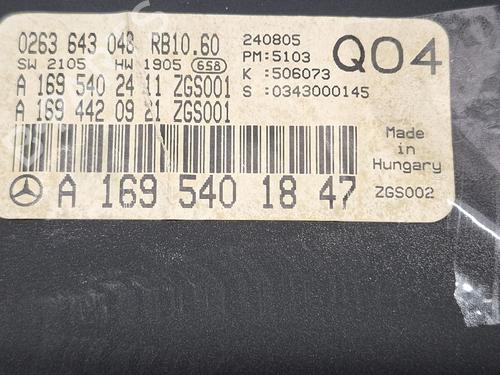 0263 643 048 RB10.60
SW 2105 HW 1905 658
A 169 540 24 11 ZGS001
A 169 442 09 21 ZGS001
A 169 540 18 47
240805
PM:5103
K :506073
S :0343000145
Q04
Made
in
Hungary
ZGS002